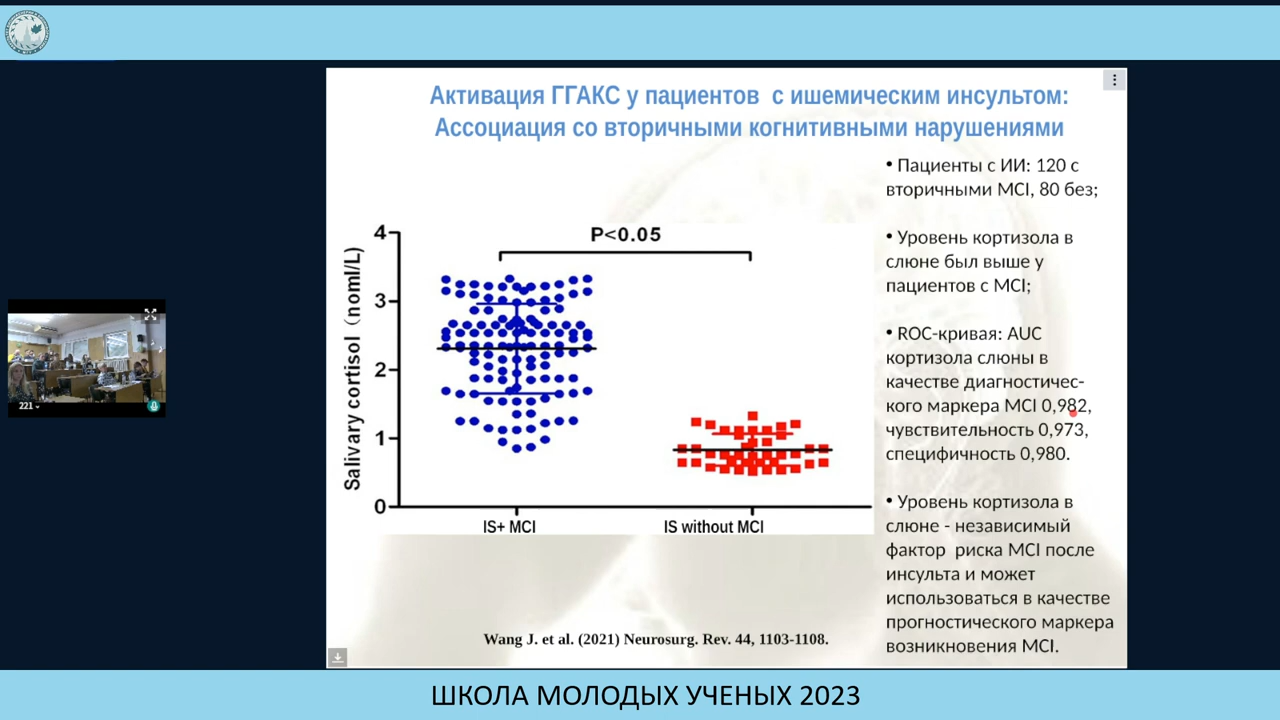 Активация ГГАКС у пациентов с ишемическим инсультом:
Ассоциация со вторичными когнитивными нарушениями
• Пациенты с ИИ: 120 с
вторичными MCI, 80 без;
• Уровень кортизола в
слюне был выше у
пациентов с MCI;
• ROC-кривая: AUC
кортизола слюны в
качестве диагностичес-
кого маркера MCI 0,982,
чувствительность 0,973,
специфичность 0,980.
• Уровень кортизола в
слюне - независимый
фактор риска MCI после
инсульта и может
использоваться в качестве
прогностического маркера
возникновения MCI.
P<0.05
Salivary cortisol (noml/L)
4
3
2
1
0
IS+ MCI
IS without MCI
Wang J. et al. (2021) Neurosurg. Rev. 44, 1103-1108.
221
ШКОЛА МОЛОДЫХ УЧЕНЫХ 2023